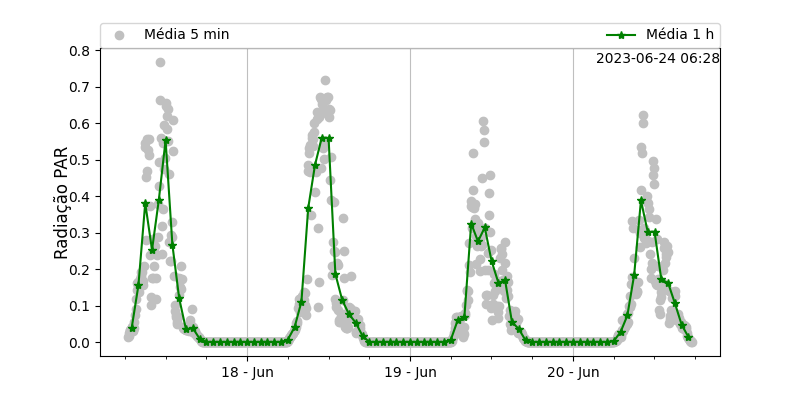 Média 5 min
Média 1 h
2023-06-24 06:28
Radiação PAR
0.8
0.7
0.6
0.5
0.4
0.3
0.2
0.1
0.0
18 - Jun
19 - Jun
20 - Jun